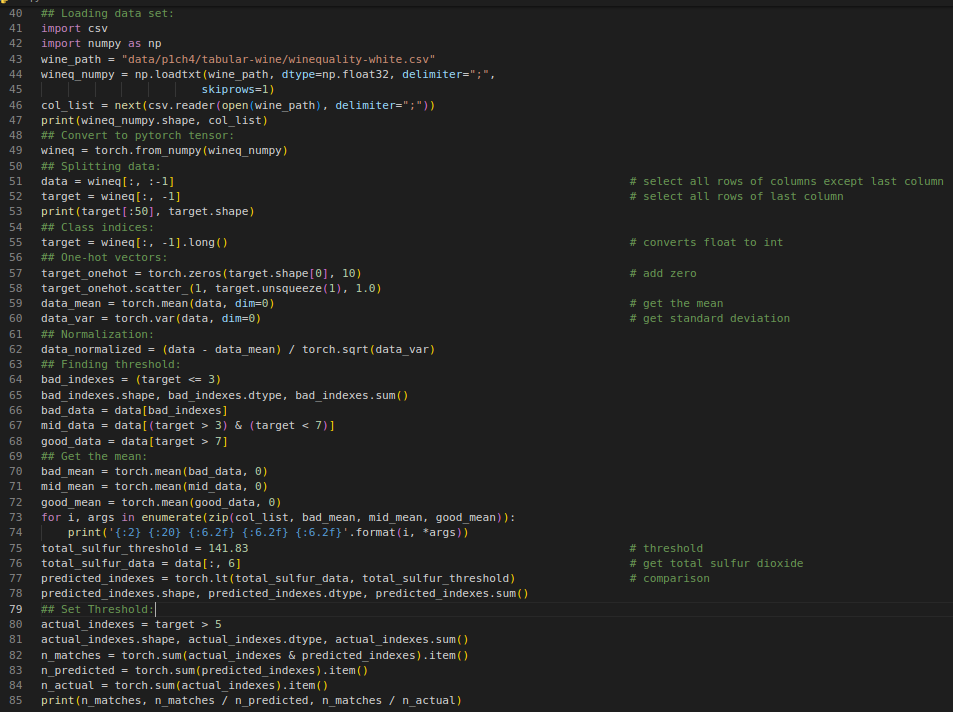 40 ## Loading data set:
41 import csv
42 import numpy as np
43 wine_path = "data/p1ch4/tabular-wine/winequality-white.csv"
44 wineq_numpy = np.loadtxt(wine_path, dtype=np.float32, delimiter=";",
45 skiprows=1)
46 col_list = next(csv.reader(open(wine_path), delimiter=";"))
47 print(wineq_numpy.shape, col_list)
48 ## Convert to pytorch tensor:
49 wineq = torch.from_numpy(wineq_numpy)
50 ## Splitting data:
51 data = wineq[:, :-1] # select all rows of columns except last column
52 target = wineq[:, -1] # select all rows of last column
53 print(target[:50], target.shape)
54 ## Class indices:
55 target = wineq[:, -1].long() # converts float to int
56 ## One-hot vectors:
57 target_onehot = torch.zeros(target.shape[0], 10) # add zero
58 target_onehot.scatter_(1, target.unsqueeze(1), 1.0)
59 data_mean = torch.mean(data, dim=0) # get the mean
60 data_var = torch.var(data, dim=0) # get standard deviation
61 ## Normalization:
62 data_normalized = (data - data_mean) / torch.sqrt(data_var)
63 ## Finding threshold:
64 bad_indexes = (target <= 3)
65 bad_indexes.shape, bad_indexes.dtype, bad_indexes.sum()
66 bad_data = data[bad_indexes]
67 mid_data = data[(target > 3) & (target < 7)]
68 good_data = data[target > 7]
69 ## Get the mean:
70 bad_mean = torch.mean(bad_data, 0)
71 mid_mean = torch.mean(mid_data, 0)
72 good_mean = torch.mean(good_data, 0)
73 for i, args in enumerate(zip(col_list, bad_mean, mid_mean, good_mean)):
74 print('{:2} {:20} {:6.2f} {:6.2f} {:6.2f}'.format(i, *args))
75 total_sulfur_threshold = 141.83 # threshold
76 total_sulfur_data = data[:, 6] # get total sulfur dioxide
77 predicted_indexes = torch.lt(total_sulfur_data, total_sulfur_threshold) # comparison
78 predicted_indexes.shape, predicted_indexes.dtype, predicted_indexes.sum()
79 ## Set Threshold:
80 actual_indexes = target > 5
81 actual_indexes.shape, actual_indexes.dtype, actual_indexes.sum()
82 n_matches = torch.sum(actual_indexes & predicted_indexes).item()
83 n_predicted = torch.sum(predicted_indexes).item()
84 n_actual = torch.sum(actual_indexes).item()
85 print(n_matches, n_matches / n_predicted, n_matches / n_actual)